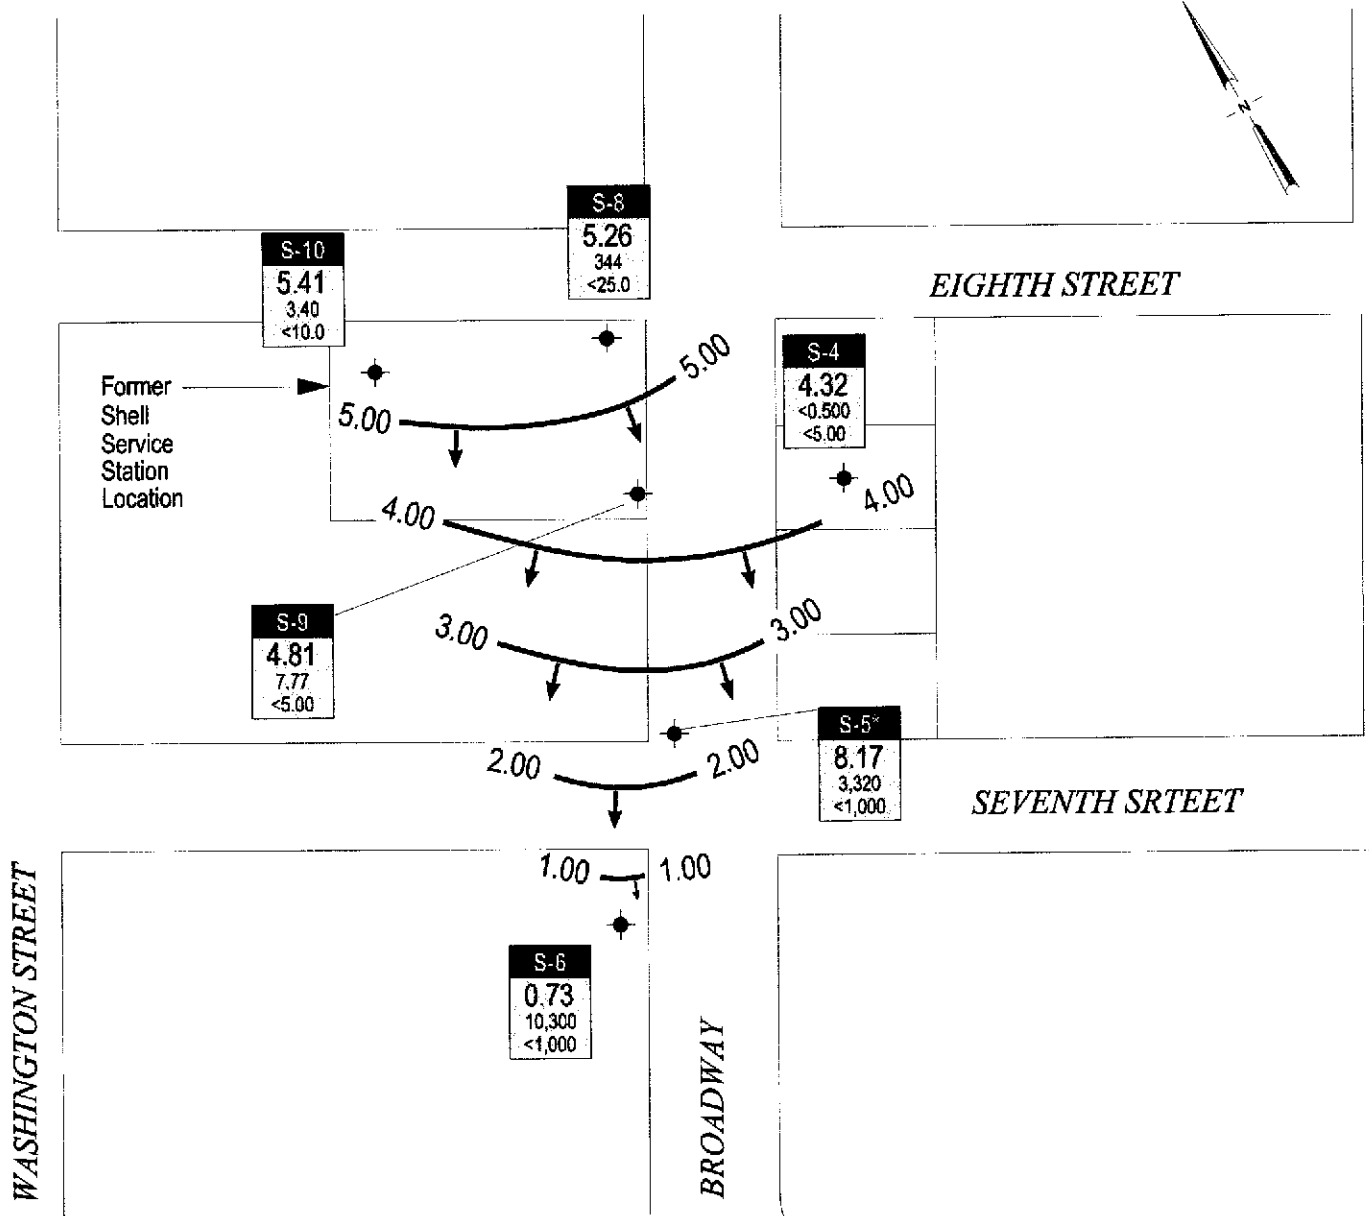 N
S-8
5.26
344
<25.0
S-10
5.41
3.40
<10.0
EIGHTH STREET
S-4
4.32
<0.500
<5.00
5.00
5.00
Former
Shell
Service
Station
Location
4.00
4.00
S-9
4.81
7.77
<5.00
3.00
3.00
S-5*
8.17
3,320
<1,000
2.00
2.00
SEVENTH SRTEET
1.00
1.00
S-6
0.73
10,300
<1,000
WASHINGTON STREET
BROADWAY